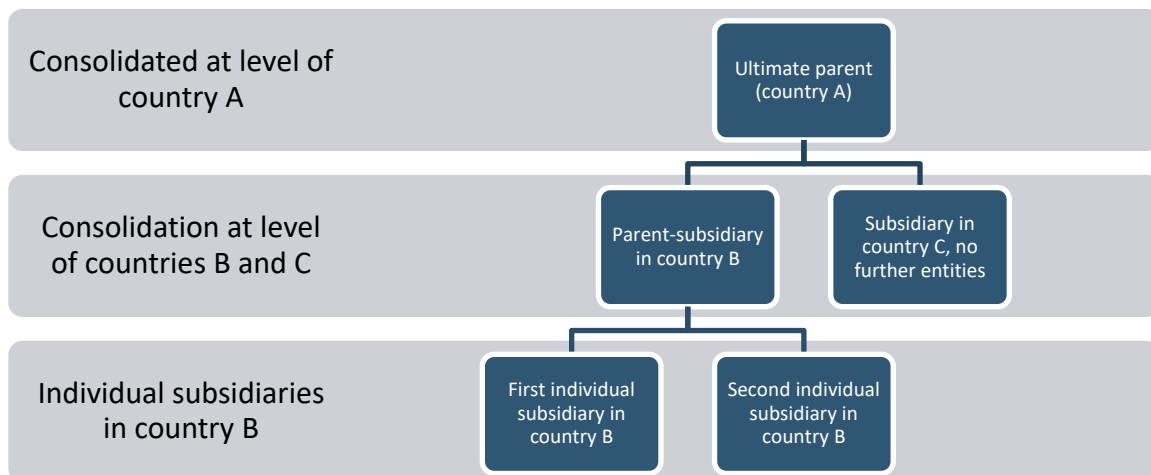 Consolidated at level of
country A
Ultimate parent
(country A)
Consolidation at level
of countries B and C
Parent-subsidiary
in country B
Subsidiary in
country C, no
further entities
Individual subsidiaries
in country B
First individual
subsidiary in
country B
Second individual
subsidiary in
country B